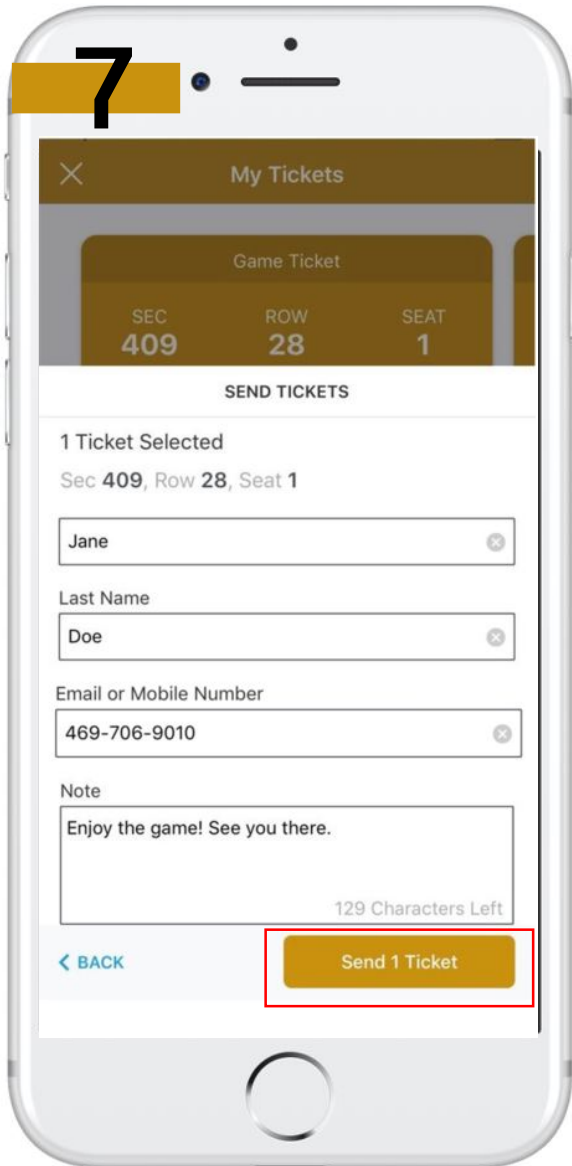 7
My Tickets
Game Ticket
SEC ROW SEAT
409 28 1
SEND TICKETS
1 Ticket Selected
Sec 409, Row 28, Seat 1
Jane
Last Name
Doe
Email or Mobile Number
469-706-9010
Note
Enjoy the game! See you there.
129 Characters Left
BACK Send 1 Ticket